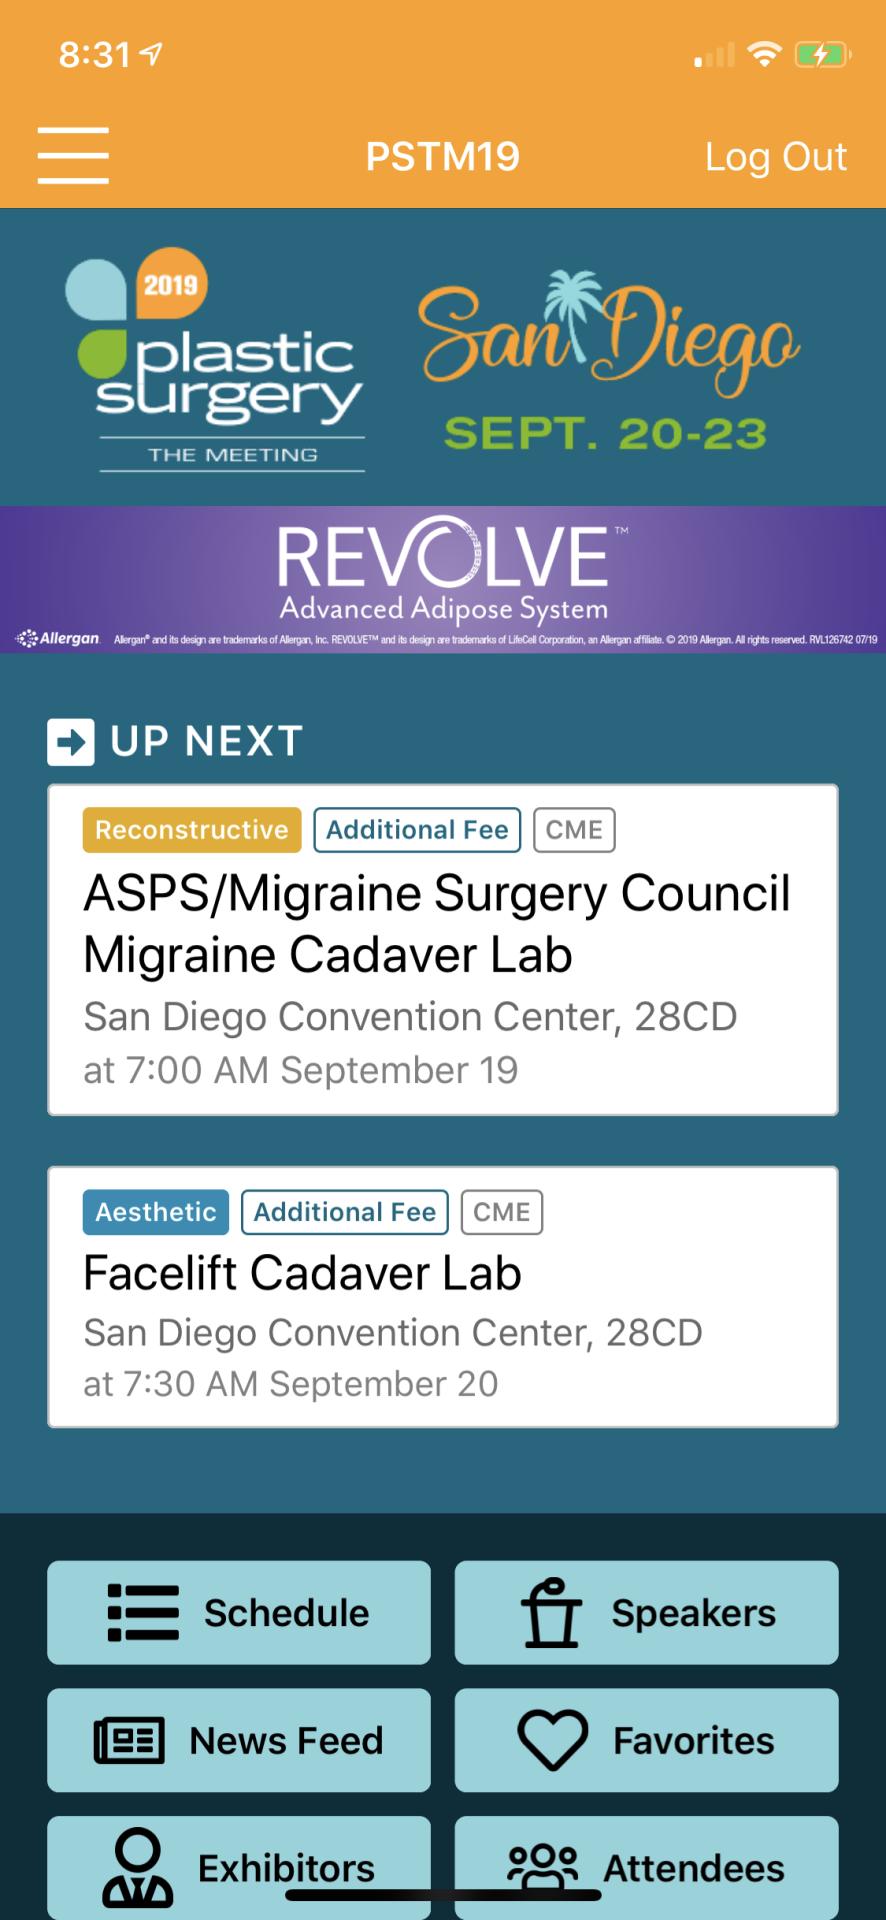 8:31
PSTM19
Log Out
2019
plastic
surgery
THE MEETING
San Diego
SEPT. 20-23
REVOLVE™
Advanced Adipose System
Allergan
Allergan® and its design are trademarks of Allergan, Inc. REVOLVE™ and its design are trademarks of LifeCell Corporation, an Allergan affiliate. © 2019 Allergan. All rights reserved. RVL126742 07/19
UP NEXT
Reconstructive Additional Fee CME
ASPS/Migraine Surgery Council
Migraine Cadaver Lab
San Diego Convention Center, 28CD
at 7:00 AM September 19
Aesthetic Additional Fee CME
Facelift Cadaver Lab
San Diego Convention Center, 28CD
at 7:30 AM September 20
Schedule
Speakers
News Feed
Favorites
Exhibitors
Attendees